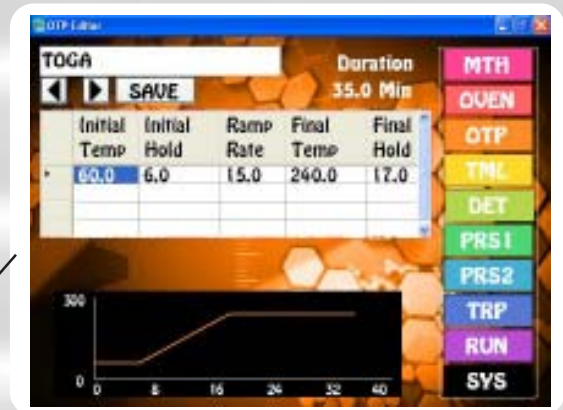 OTP Editor
TOGA
Duration
SAVE
35.0 Min
Initial Temp Initial Hold Ramp Rate Final Temp Final Hold
60.0 6.0 15.0 240.0 17.0
300
0
0 8 16 24 32 40
MTH
OVEN
OTP
TML
DET
PRS1
PRS2
TRP
RUN
SYS